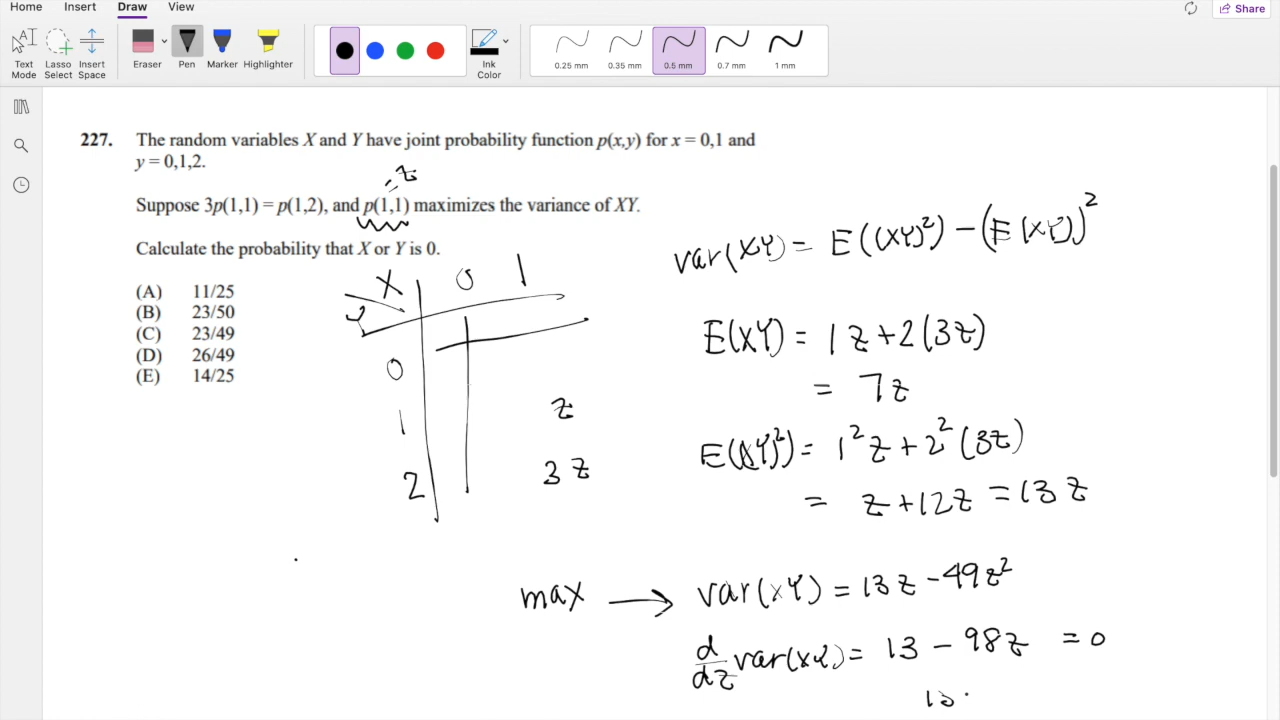 Home Insert Draw View
Share
Text Mode
Lasso Select
Insert Space
Eraser
Pen
Marker
Highlighter
Ink Color
0.25 mm
0.35 mm
0.5 mm
0.7 mm
1 mm
227. The random variables X and Y have joint probability function p(x,y) for x = 0,1 and
y = 0,1,2.
= z
Suppose 3p(1,1) = p(1,2), and p(1,1) maximizes the variance of XY.
Calculate the probability that X or Y is 0.
(A) 11/25
(B) 23/50
(C) 23/49
(D) 26/49
(E) 14/25
X 0 1
Y
0
1 z
2 3z
var(XY) = E((XY)²) - (E(XY))²
E(XY) = 1z + 2(3z)
= 7z
E((XY)²) = 1²z + 2²(3z)
= z + 12z = 13z
max → var(XY) = 13z - 49z²
d/dz var(XY) = 13 - 98z = 0